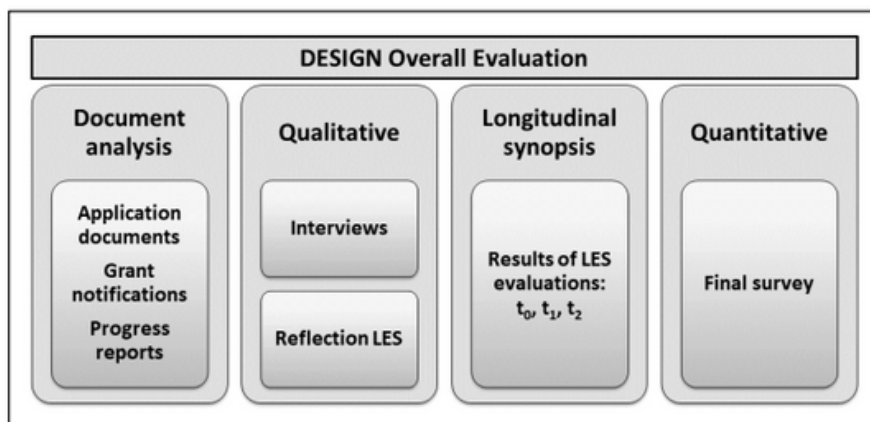 DESIGN Overall Evaluation
Document
analysis
Application
documents
Grant
notifications
Progress
reports
Qualitative
Interviews
Reflection LES
Longitudinal
synopsis
Results of LES
evaluations:
t₀, t₁, t₂
Quantitative
Final survey